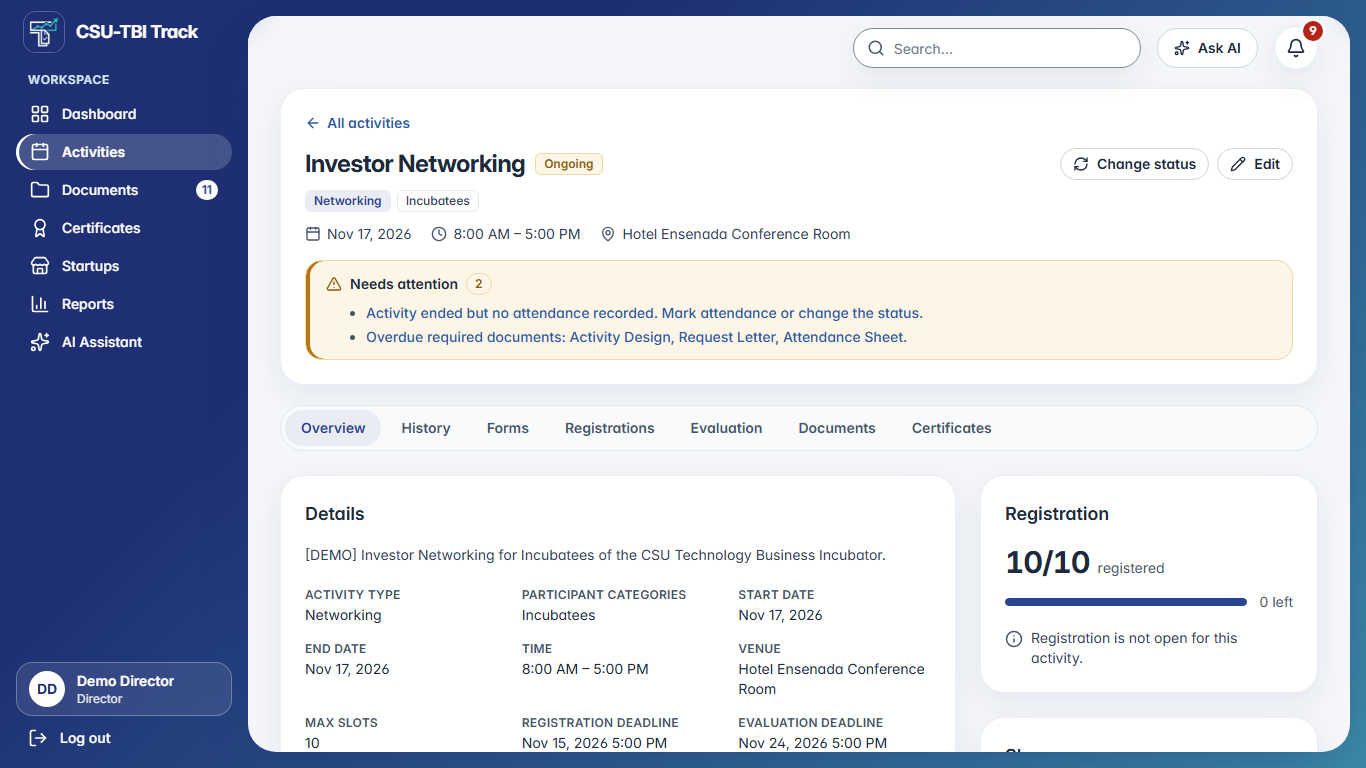 CSU-TBI Track
WORKSPACE
Dashboard
Activities
Documents 11
Certificates
Startups
Reports
AI Assistant
DD Demo Director
Director
Log out
Search...
Ask AI
9
All activities
Investor Networking Ongoing
Change status Edit
Networking Incubatees
Nov 17, 2026 8:00 AM – 5:00 PM Hotel Ensenada Conference Room
Needs attention 2
Activity ended but no attendance recorded. Mark attendance or change the status.
Overdue required documents: Activity Design, Request Letter, Attendance Sheet.
Overview History Forms Registrations Evaluation Documents Certificates
Details
[DEMO] Investor Networking for Incubatees of the CSU Technology Business Incubator.
ACTIVITY TYPE PARTICIPANT CATEGORIES START DATE
Networking Incubatees Nov 17, 2026
END DATE TIME VENUE
Nov 17, 2026 8:00 AM – 5:00 PM Hotel Ensenada Conference
Room
MAX SLOTS REGISTRATION DEADLINE EVALUATION DEADLINE
10 Nov 15, 2026 5:00 PM Nov 24, 2026 5:00 PM
Registration
10/10 registered
0 left
Registration is not open for this
activity.